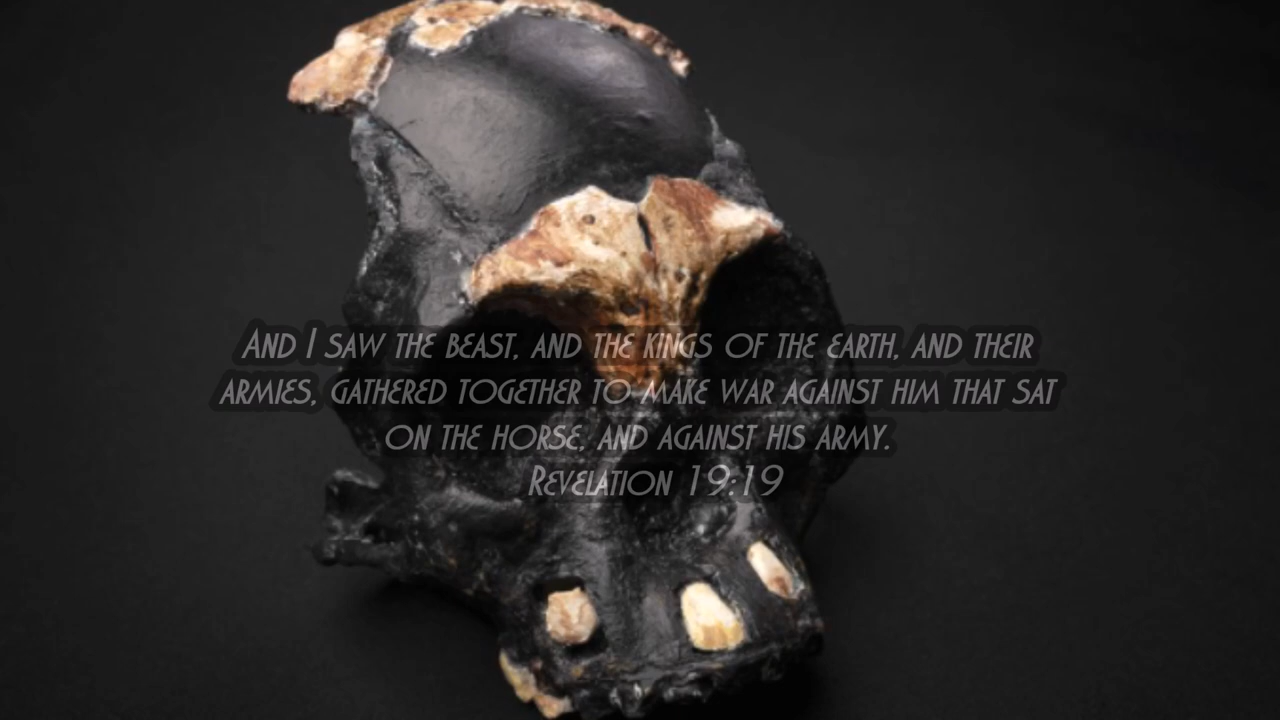 And I saw the beast, and the kings of the earth, and their
armies, gathered together to make war against him that sat
on the horse, and against his army.
Revelation 19:19